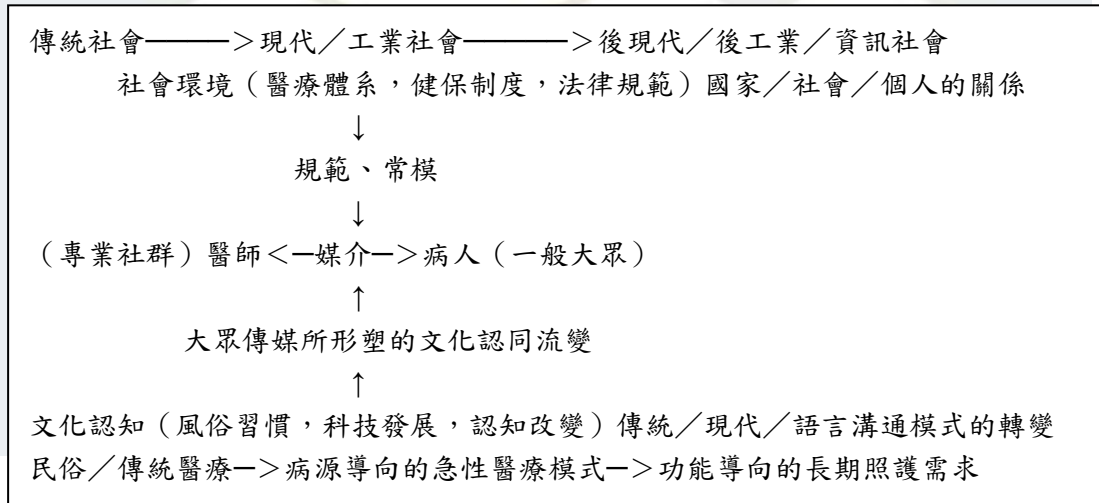 傳統社會─────>現代／工業社會──────>後現代／後工業／資訊社會
社會環境（醫療體系，健保制度，法律規範）國家／社會／個人的關係
↓
規範、常模
↓
（專業社群）醫師<─媒介─>病人（一般大眾）
↑
大眾傳媒所形塑的文化認同流變
↑
文化認知（風俗習慣，科技發展，認知改變）傳統／現代／語言溝通模式的轉變
民俗／傳統醫療─>病源導向的急性醫療模式─>功能導向的長期照護需求